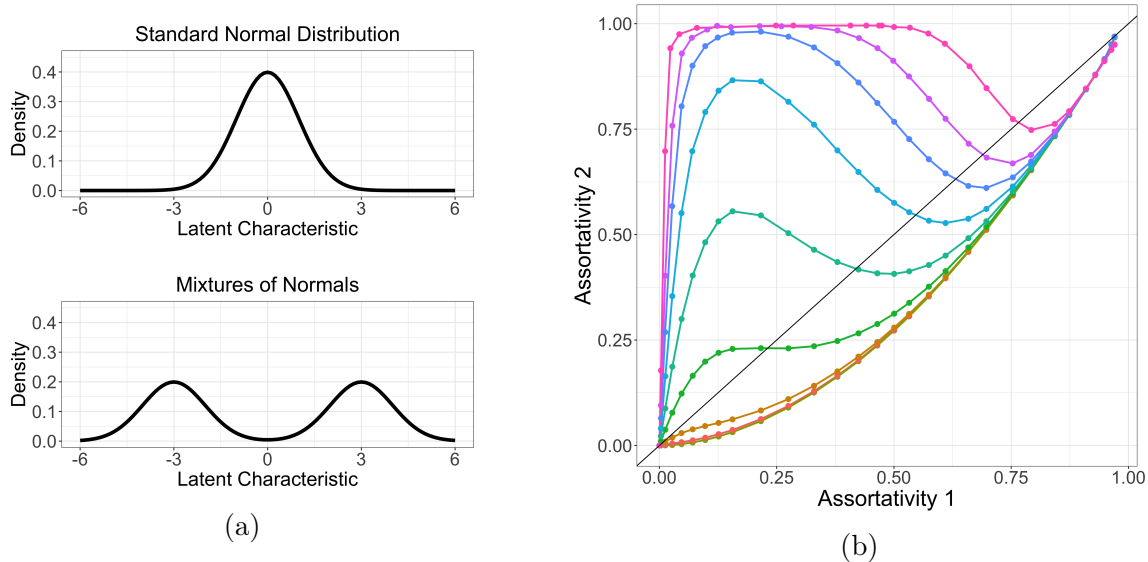 Standard Normal Distribution
0.4
0.3
0.2
0.1
0.0
Density
-6 -3 0 3 6
Latent Characteristic
Mixtures of Normals
0.4
0.3
0.2
0.1
0.0
Density
-6 -3 0 3 6
Latent Characteristic
(a)
1.00
0.75
0.50
0.25
0.00
Assortativity 2
0.00 0.25 0.50 0.75 1.00
Assortativity 1
(b)